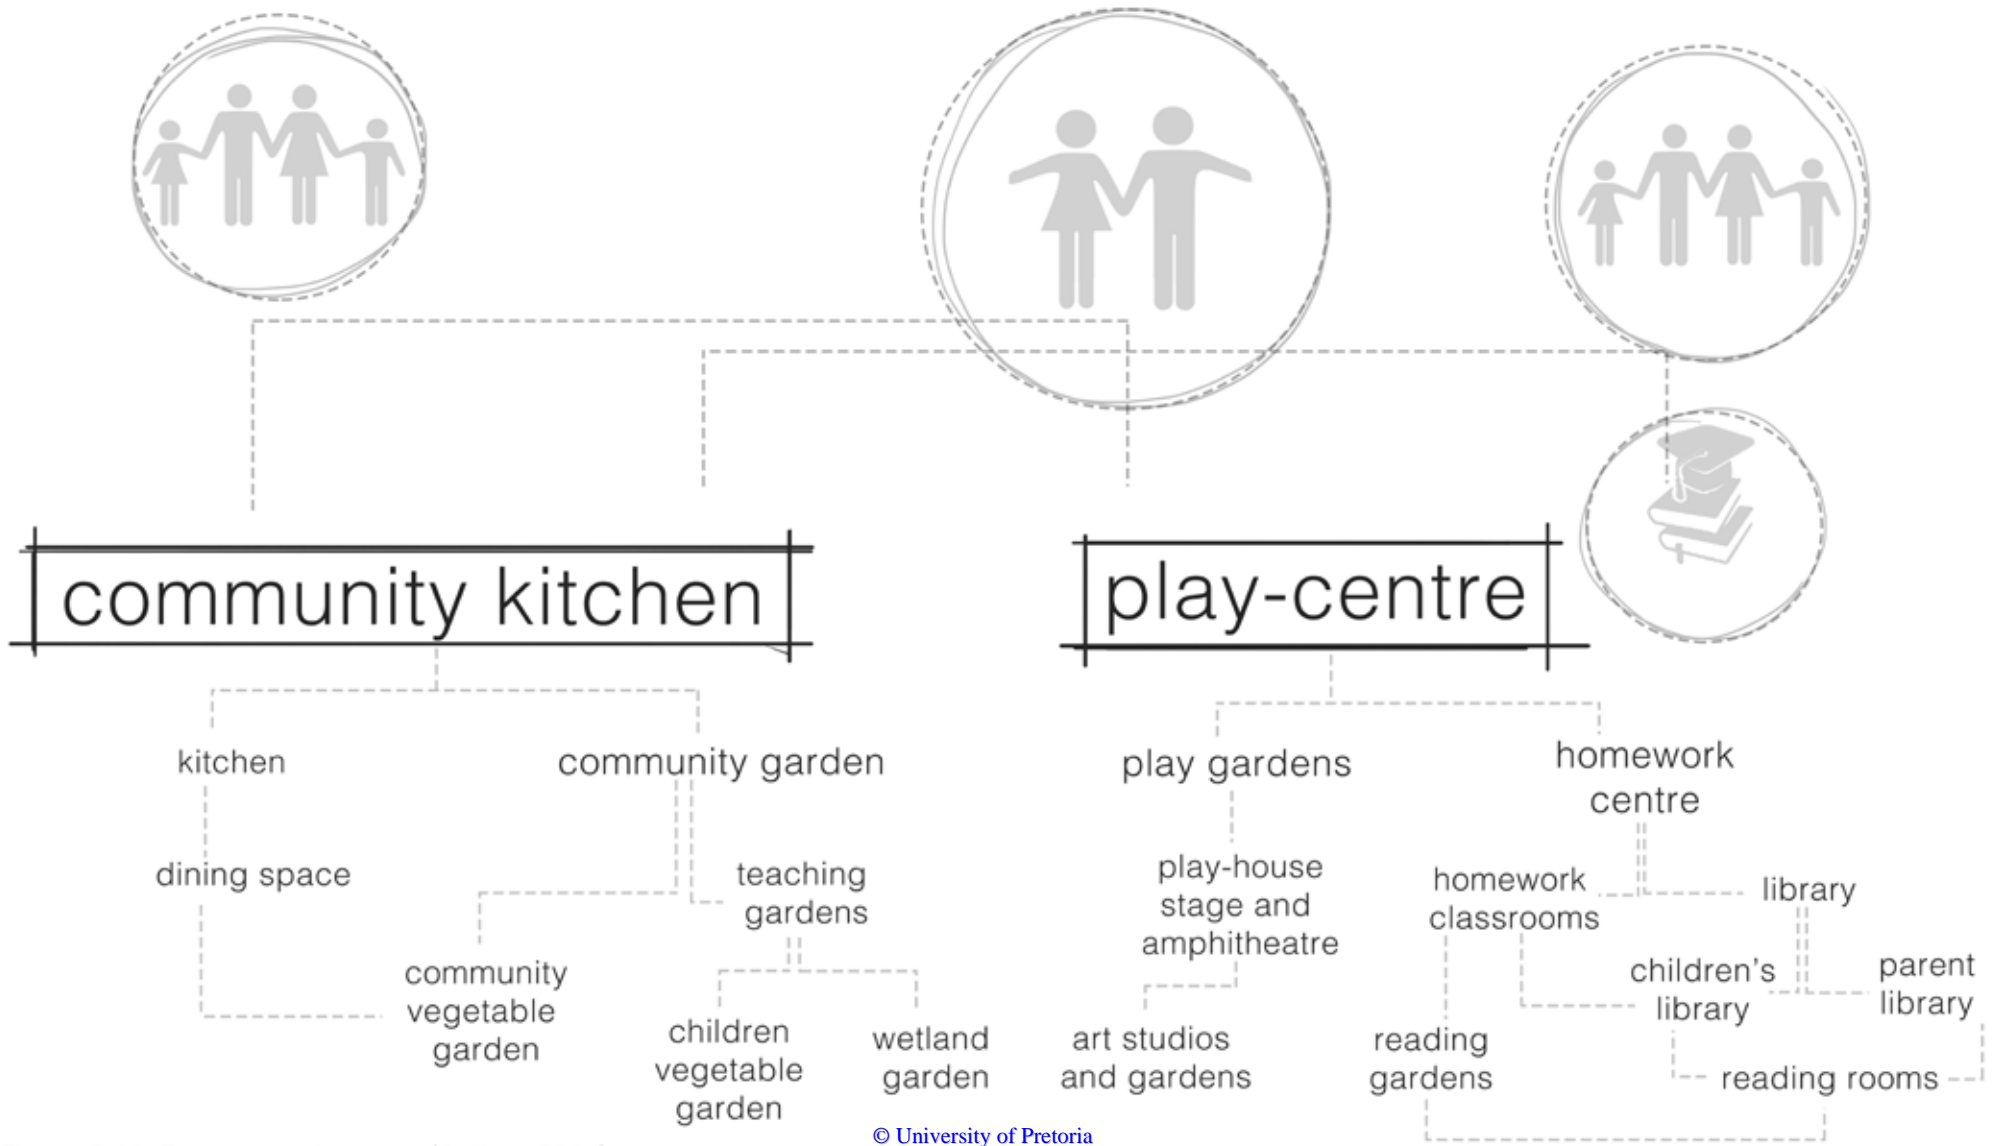 community kitchen
play-centre
kitchen
community garden
play gardens
homework
centre
dining space
teaching
gardens
play-house
stage and
amphitheatre
homework
classrooms
library
community
vegetable
garden
children
vegetable
garden
wetland
garden
art studios
and gardens
reading
gardens
children's
library
parent
library
reading rooms
© University of Pretoria